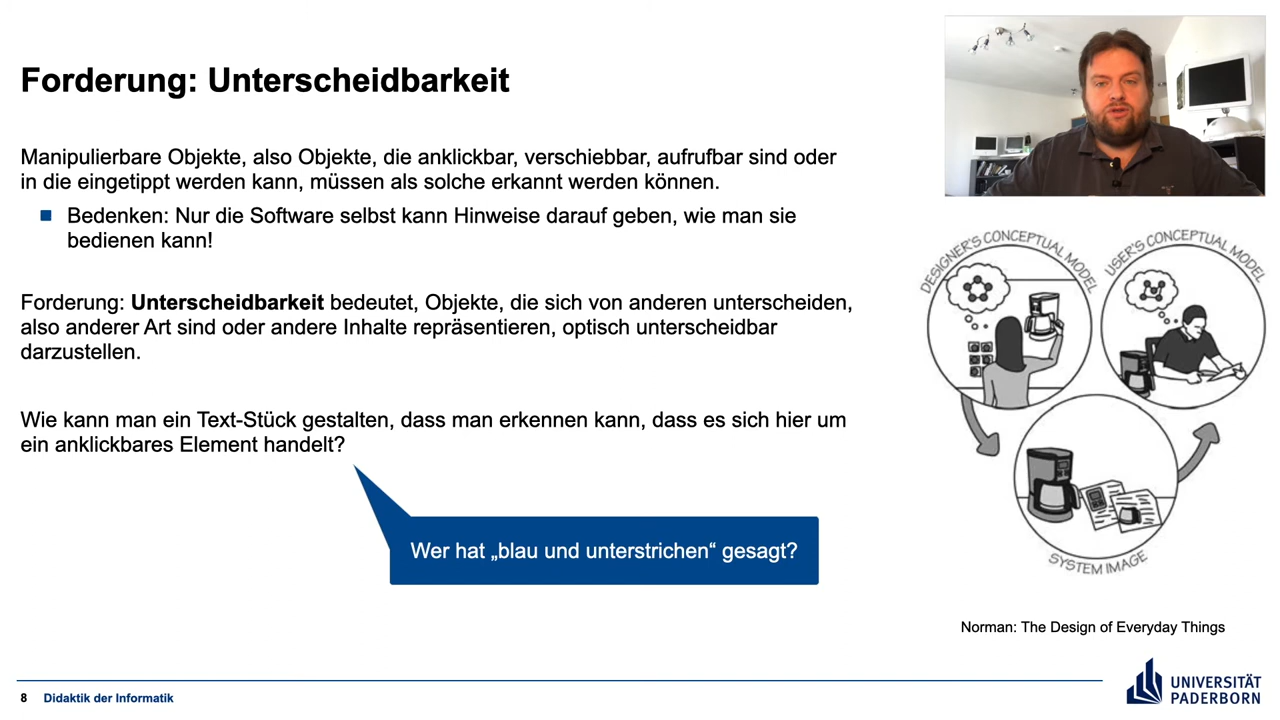 Forderung: Unterscheidbarkeit
Manipulierbare Objekte, also Objekte, die anklickbar, verschiebbar, aufrufbar sind oder
in die eingetippt werden kann, müssen als solche erkannt werden können.
Bedenken: Nur die Software selbst kann Hinweise darauf geben, wie man sie
bedienen kann!
Forderung: Unterscheidbarkeit bedeutet, Objekte, die sich von anderen unterscheiden,
also anderer Art sind oder andere Inhalte repräsentieren, optisch unterscheidbar
darzustellen.
Wie kann man ein Text-Stück gestalten, dass man erkennen kann, dass es sich hier um
ein anklickbares Element handelt?
Wer hat „blau und unterstrichen“ gesagt?
DESIGNER'S CONCEPTUAL MODEL
USER'S CONCEPTUAL MODEL
SYSTEM IMAGE
Norman: The Design of Everyday Things
8 Didaktik der Informatik
UNIVERSITÄT
PADERBORN